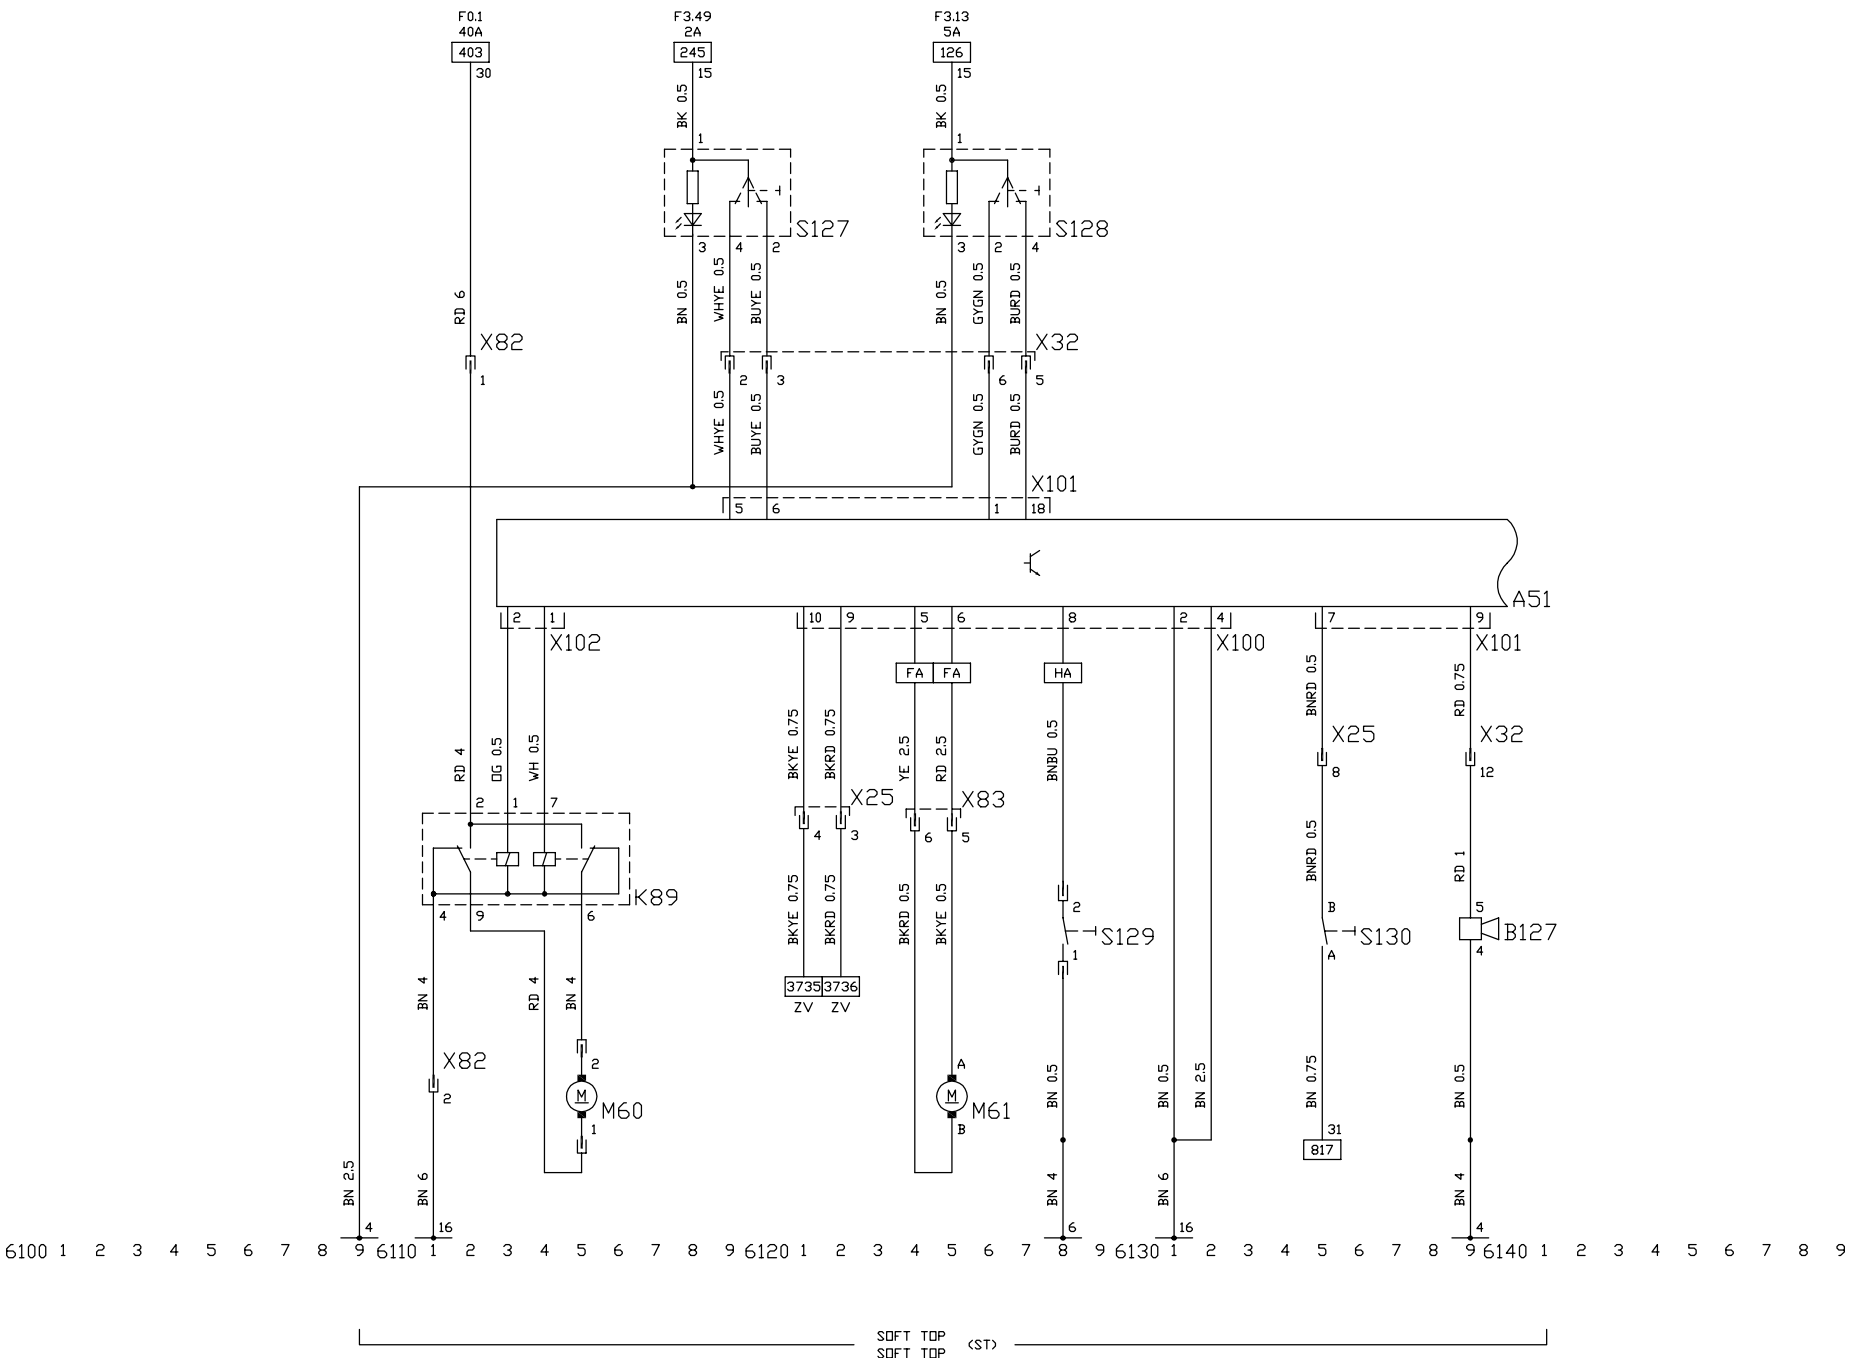 F0.1 F3.49 F3.13
40A 2A 5A
403 245 126
30 15 15
BK 0.5 BK 0.5
1 1
S127 S128
3 4 2 3 2 4
RD 6 BN 0.5 WHYE 0.5 BUYE 0.5 BN 0.5 GYGN 0.5 BURD 0.5
X82 X32
1 2 3 6 5
WHYE 0.5 BUYE 0.5 GYGN 0.5 BURD 0.5
X101
5 6 1 18
A51
2 1 10 9 5 6 8 2 4 7 9
X102 X100 X101
FA FA HA
BNRD 0.5 RD 0.75
X25 X32
RD 4 OG 0.5 WH 0.5 BKYE 0.75 BKRD 0.75 YE 2.5 RD 2.5 BNBU 0.5
8 12
X25 X83
2 1 7
4 3 6 5
BNRD 0.5 RD 1
K89
BKYE 0.75 BKRD 0.75 BKRD 0.5 BKYE 0.5
2 B 5
4 9 6
S129 S130 B127
1 A 4
BN 4 RD 4 BN 4
3735 3736
ZV ZV
X82
2 A
2
BN 0.5 BN 0.5 BN 2.5 BN 0.75 BN 0.5
M M60 M M61
1 B 31
817
BN 2.5 BN 6 BN 4 BN 6 BN 4
4 16 6 16 4
6100 1 2 3 4 5 6 7 8 9 6110 1 2 3 4 5 6 7 8 9 6120 1 2 3 4 5 6 7 8 9 6130 1 2 3 4 5 6 7 8 9 6140 1 2 3 4 5 6 7 8 9
SOFT TOP (ST)
SOFT TOP